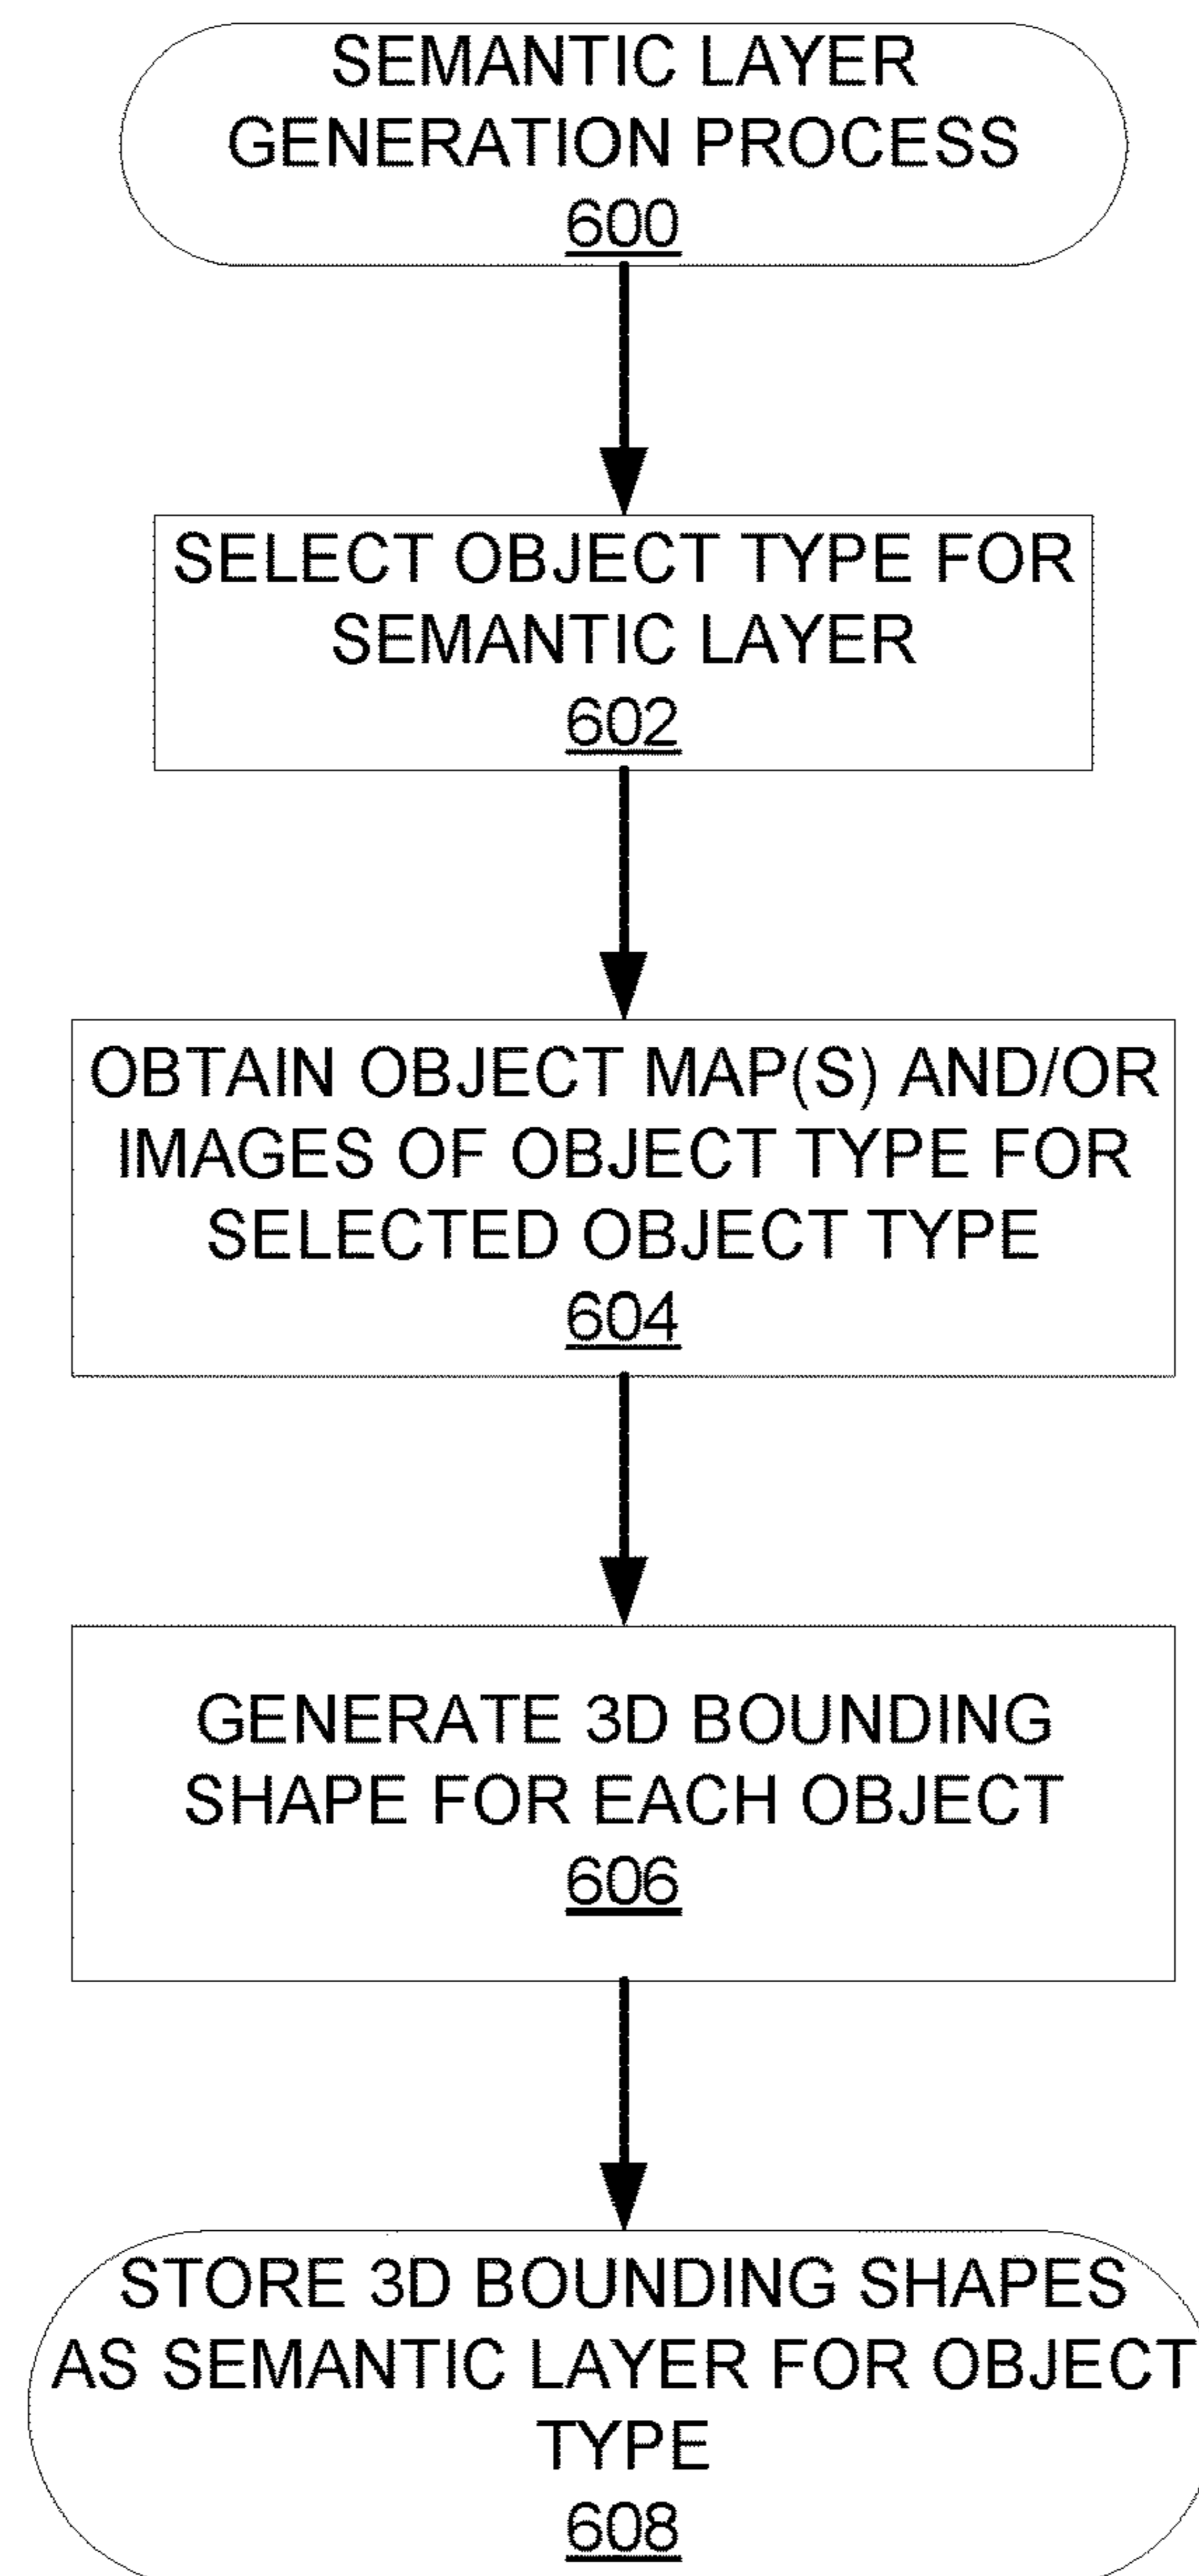 SEMANTIC LAYER
GENERATION PROCESS
600
SELECT OBJECT TYPE FOR
SEMANTIC LAYER
602
OBTAIN OBJECT MAP(S) AND/OR
IMAGES OF OBJECT TYPE FOR
SELECTED OBJECT TYPE
604
GENERATE 3D BOUNDING
SHAPE FOR EACH OBJECT
606
STORE 3D BOUNDING SHAPES
AS SEMANTIC LAYER FOR OBJECT
TYPE
608